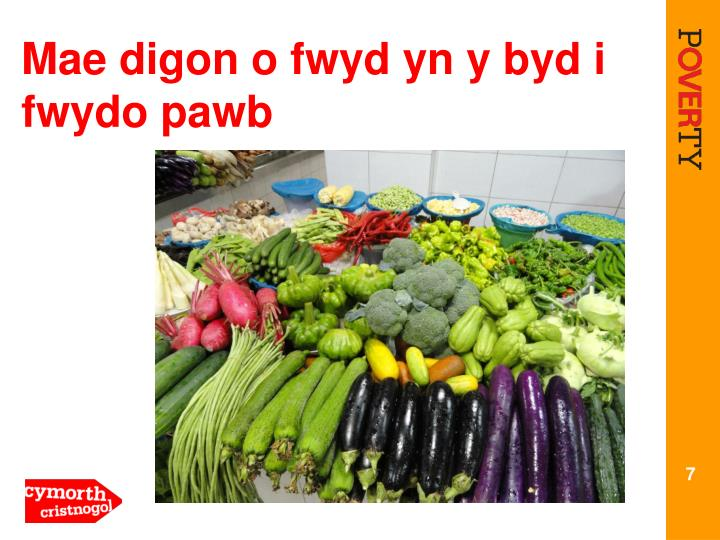 Mae digon o fwyd yn y byd i
fwydo pawb
POVERTY
7
cymorth
cristnogol